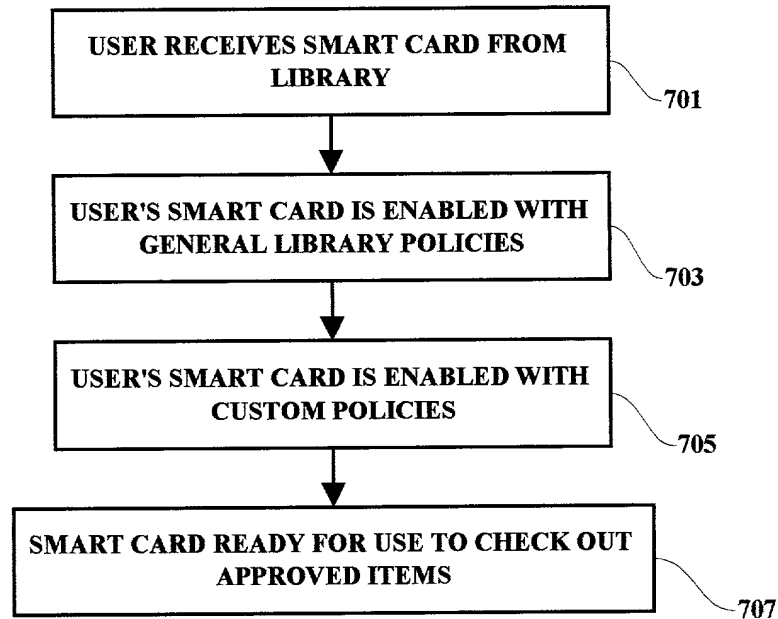 USER RECEIVES SMART CARD FROM
LIBRARY
701
USER'S SMART CARD IS ENABLED WITH
GENERAL LIBRARY POLICIES
703
USER'S SMART CARD IS ENABLED WITH
CUSTOM POLICIES
705
SMART CARD READY FOR USE TO CHECK OUT
APPROVED ITEMS
707